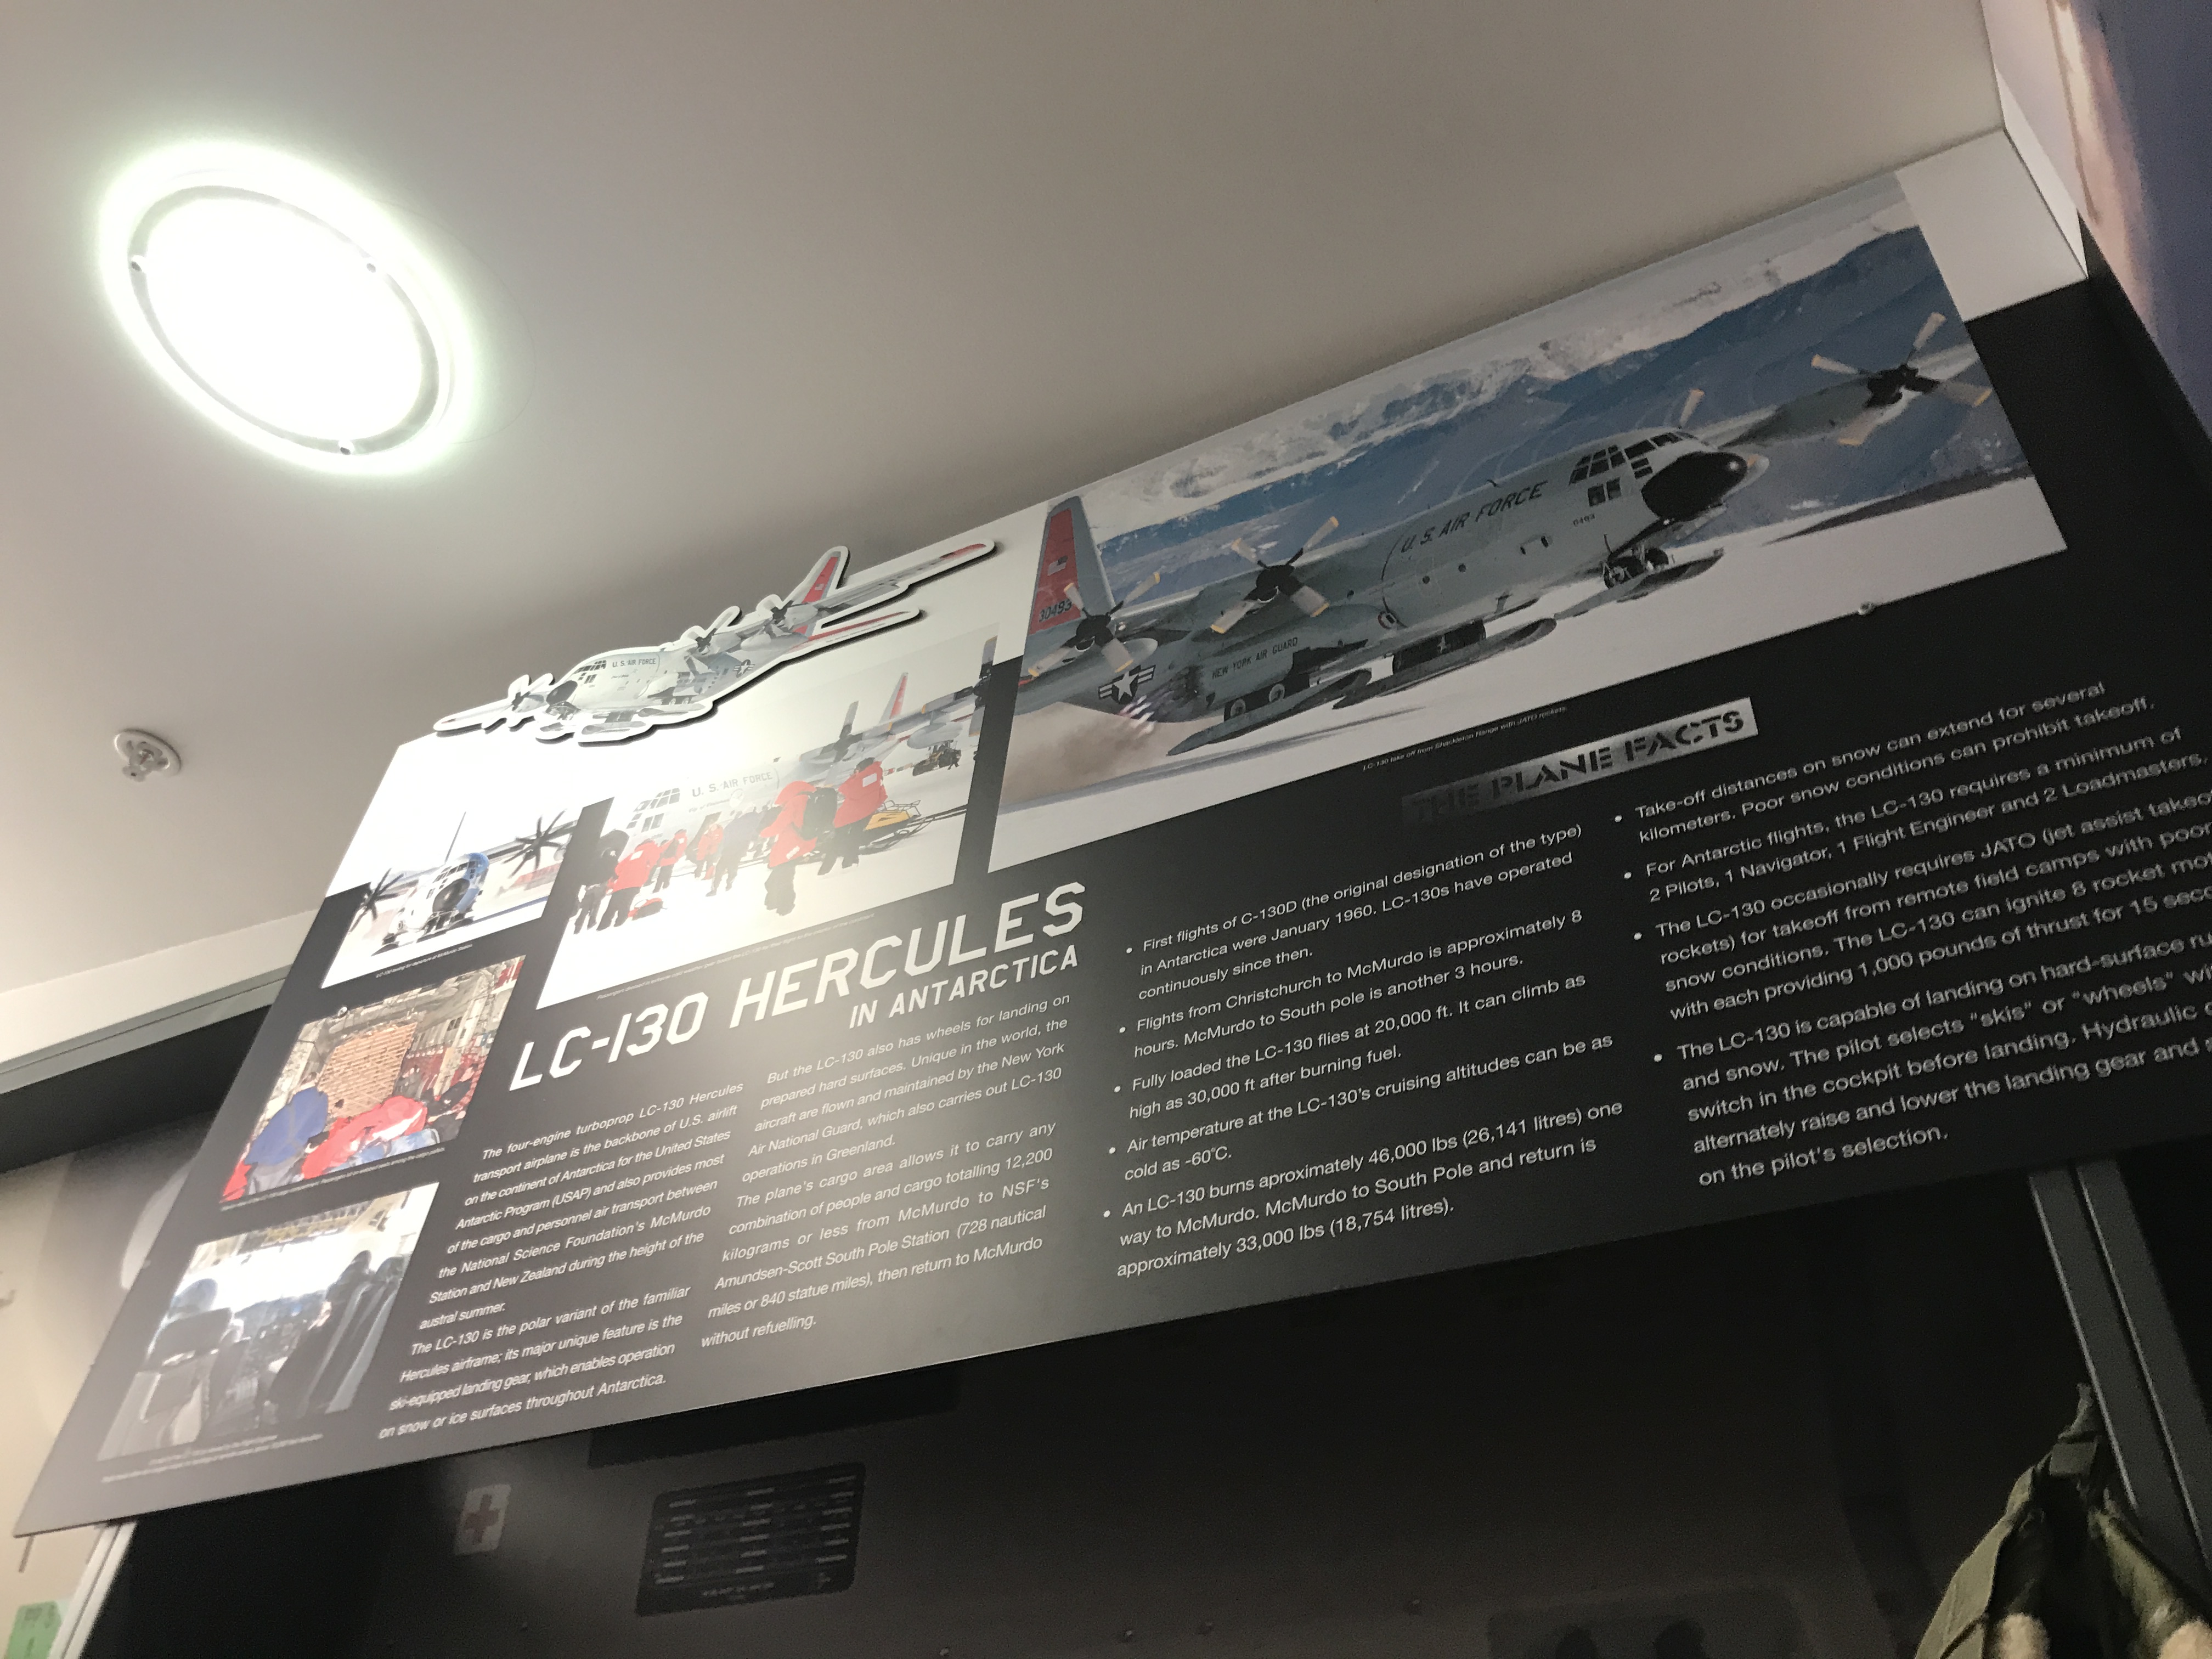 U.S. AIR FORCE
U. S. AIR FORCE
30493
U. S. AIR FORCE
0493
NEW YORK AIR GUARD
LC-130 take off from Shackleton Range with JATO rockets.
LC-130 HERCULES
IN ANTARCTICA
The four-engine turboprop LC-130 Hercules
transport airplane is the backbone of U.S. airlift
on the continent of Antarctica for the United States
Antarctic Program (USAP) and also provides most
of the cargo and personnel air transport between
the National Science Foundation's McMurdo
Station and New Zealand during the height of the
austral summer.
The LC-130 is the polar variant of the familiar
Hercules airframe; its major unique feature is the
ski-equipped landing gear, which enables operation
on snow or ice surfaces throughout Antarctica.
But the LC-130 also has wheels for landing on
prepared hard surfaces. Unique in the world, the
aircraft are flown and maintained by the New York
Air National Guard, which also carries out LC-130
operations in Greenland.
The plane's cargo area allows it to carry any
combination of people and cargo totalling 12,200
kilograms or less from McMurdo to NSF's
Amundsen-Scott South Pole Station (728 nautical
miles or 840 statue miles), then return to McMurdo
without refuelling.
THE PLANE FACTS
• First flights of C-130D (the original designation of the type)
in Antarctica were January 1960. LC-130s have operated
continuously since then.
• Flights from Christchurch to McMurdo is approximately 8
hours. McMurdo to South pole is another 3 hours.
• Fully loaded the LC-130 flies at 20,000 ft. It can climb as
high as 30,000 ft after burning fuel.
• Air temperature at the LC-130's cruising altitudes can be as
cold as -60°C.
• An LC-130 burns aproximately 46,000 lbs (26,141 litres) one
way to McMurdo. McMurdo to South Pole and return is
approximately 33,000 lbs (18,754 litres).
• Take-off distances on snow can extend for several
kilometers. Poor snow conditions can prohibit takeoff.
• For Antarctic flights, the LC-130 requires a minimum of
2 Pilots, 1 Navigator, 1 Flight Engineer and 2 Loadmasters.
• The LC-130 occasionally requires JATO (jet assist
rockets) for takeoff from remote field camps with poor
snow conditions. The LC-130 can ignite 8 rocket
with each providing 1,000 pounds of thrust for 15
• The LC-130 is capable of landing on hard-surface
and snow. The pilot selects "skis" or "wheels"
switch in the cockpit before landing. Hydraulic
alternately raise and lower the landing gear and
on the pilot's selection.